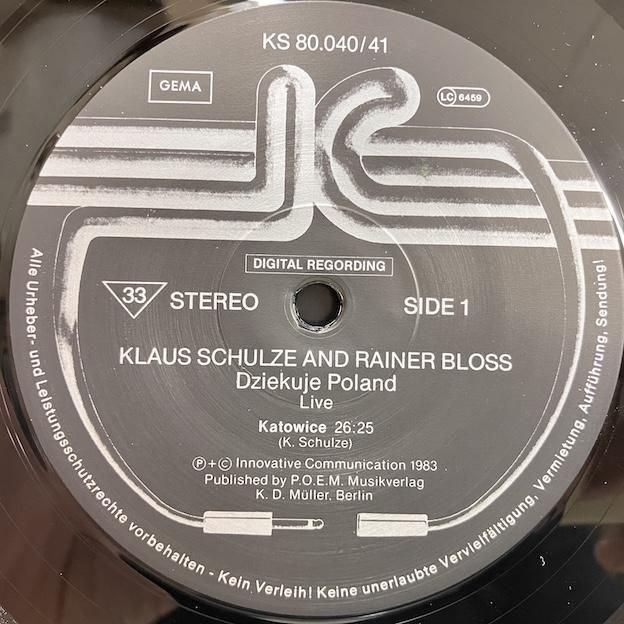 KS 80.040/41
GEMA
LC 6459
DIGITAL REGORDING
33 STEREO
SIDE 1
KLAUS SCHULZE AND RAINER BLOSS
Dziekuje Poland
Live
Katowice 26:25
(K. Schulze)
Ⓟ+© Innovative Communication 1983
Published by P.O.E.M. Musikverlag
K. D. Müller. Berlin
Alle Urheber- und Leistungsschutzrechte vorbehalten - Kein Verleih! Keine unerlaubte Vervielfältigung, Vermietung, Aufführung, Sendung!